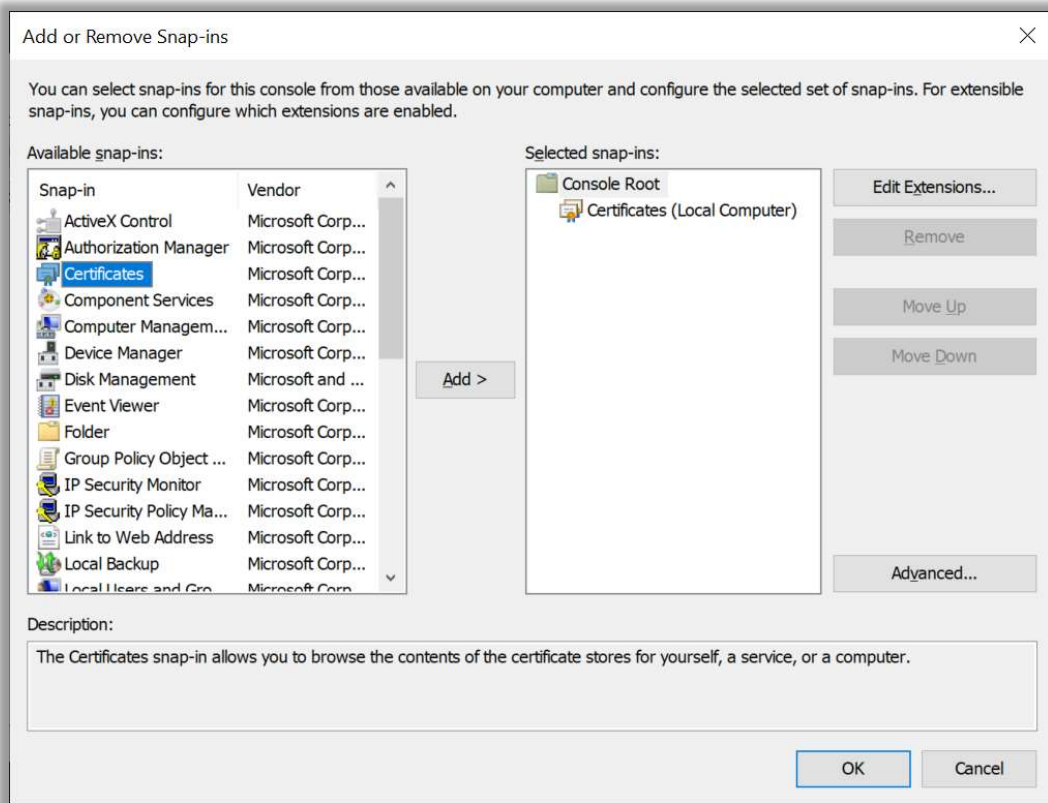 Add or Remove Snap-ins
You can select snap-ins for this console from those available on your computer and configure the selected set of snap-ins. For extensible
snap-ins, you can configure which extensions are enabled.
Available snap-ins:
Snap-in Vendor
ActiveX Control Microsoft Corp...
Authorization Manager Microsoft Corp...
Certificates Microsoft Corp...
Component Services Microsoft Corp...
Computer Managem... Microsoft Corp...
Device Manager Microsoft Corp...
Disk Management Microsoft and ...
Event Viewer Microsoft Corp...
Folder Microsoft Corp...
Group Policy Object ... Microsoft Corp...
IP Security Monitor Microsoft Corp...
IP Security Policy Ma... Microsoft Corp...
Link to Web Address Microsoft Corp...
Local Backup Microsoft Corp...
Local Users and Gro... Microsoft Corp...
Add >
Selected snap-ins:
Console Root
Certificates (Local Computer)
Edit Extensions...
Remove
Move Up
Move Down
Advanced...
Description:
The Certificates snap-in allows you to browse the contents of the certificate stores for yourself, a service, or a computer.
OK Cancel